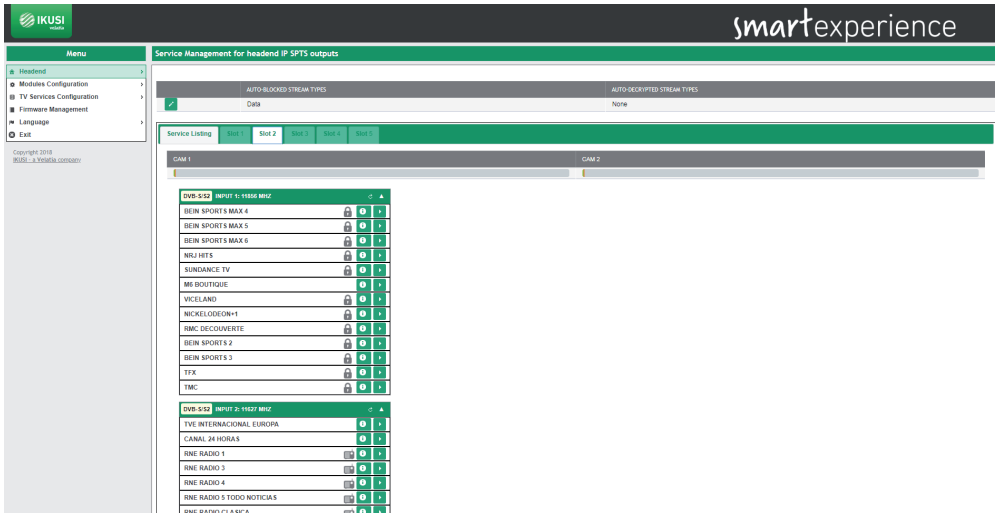 IKUSI
velatia
smartexperience
Menu
Service Management for headend IP SPTS outputs
Headend
Modules Configuration
TV Services Configuration
Firmware Management
Language
Exit
Copyright 2018
IKUSI - a Velatia company
AUTO-BLOCKED STREAM TYPES
AUTO-DECRYPTED STREAM TYPES
Data
None
Service Listing
Slot 1
Slot 2
Slot 3
Slot 4
Slot 5
CAM 1
CAM 2
DVB-S/S2 INPUT 1: 11856 MHZ
BEIN SPORTS MAX 4
BEIN SPORTS MAX 5
BEIN SPORTS MAX 6
NRJ HITS
SUNDANCE TV
M6 BOUTIQUE
VICELAND
NICKELODEON+1
RMC DECOUVERTE
BEIN SPORTS 2
BEIN SPORTS 3
TFX
TMC
DVB-S/S2 INPUT 2: 11527 MHZ
TVE INTERNACIONAL EUROPA
CANAL 24 HORAS
RNE RADIO 1
RNE RADIO 3
RNE RADIO 4
RNE RADIO 5 TODO NOTICIAS
RNE RADIO CLASICA